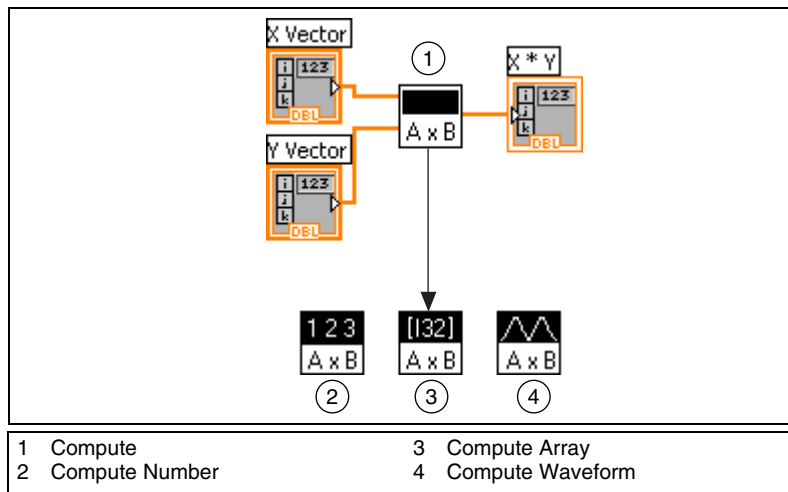 X Vector
i 123
j
k
DBL
1
A x B
X * Y
i 123
j
k
DBL
Y Vector
i 123
j
k
DBL
1 2 3
A x B
2
[I32]
A x B
3
A x B
4
1 Compute
2 Compute Number
3 Compute Array
4 Compute Waveform